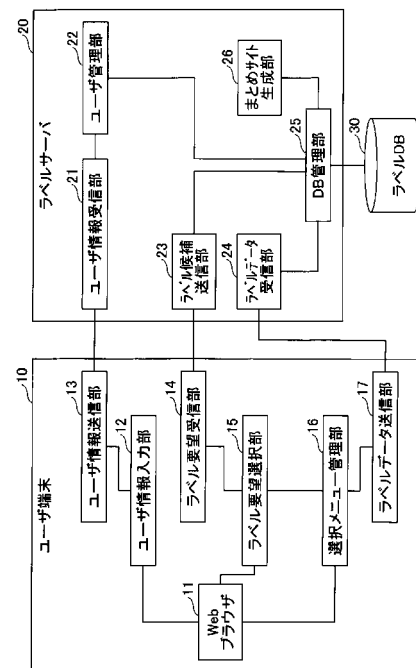 10
ユーザ端末
11
Web
ブラウザ
12
ユーザ情報入力部
13
ユーザ情報送信部
14
ラベル要望受信部
15
ラベル要望選択部
16
選択メニュー管理部
17
ラベルデータ送信部
20
ラベルサーバ
21
ユーザ情報受信部
22
ユーザ管理部
23
ラベル候補
送信部
24
ラベルデータ
受信部
25
DB管理部
26
まとめサイト
生成部
30
ラベルDB